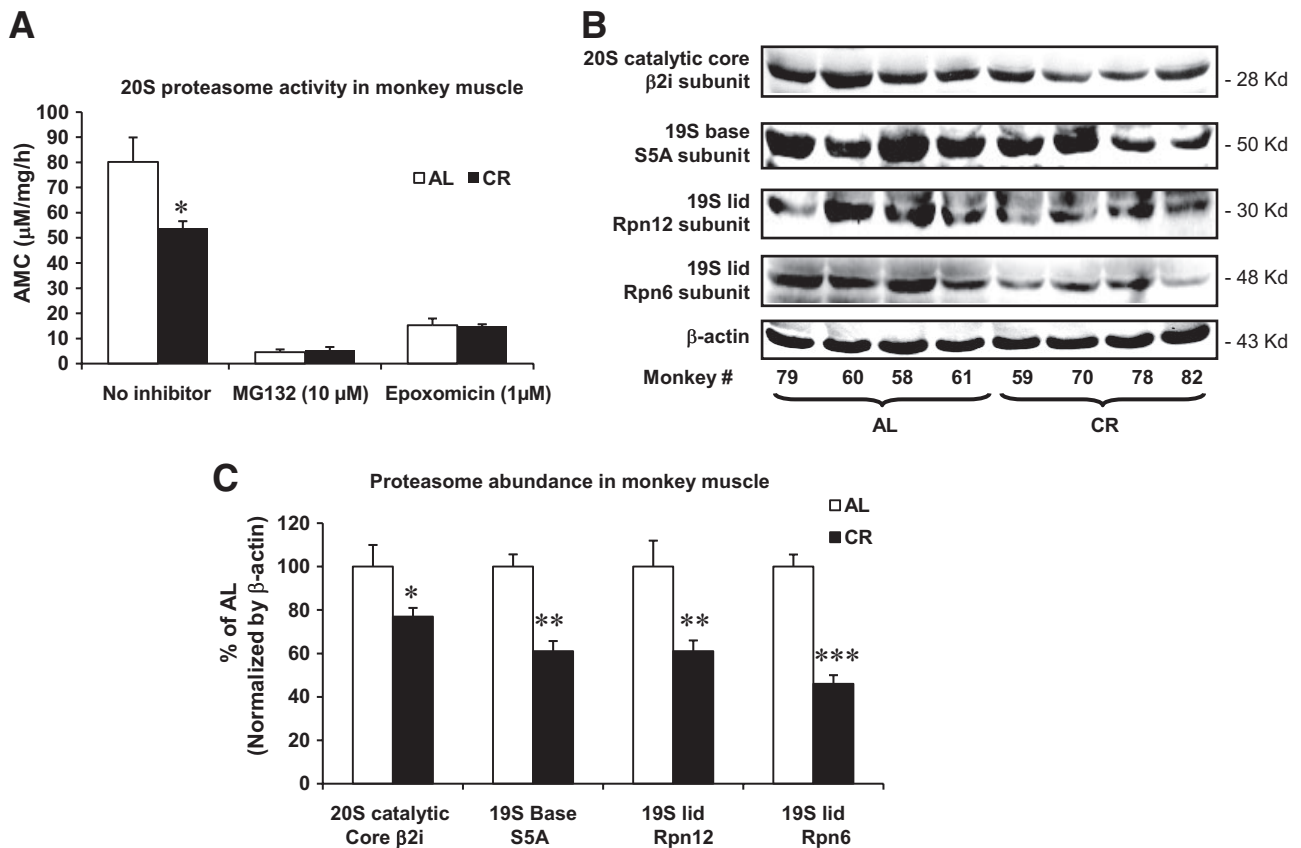 A
20S proteasome activity in monkey muscle
AMC (μM/mg/h)
100
90
80
70
60
50
40
30
20
10
0
*
AL
CR
No inhibitor
MG132 (10 μM)
Epoxomicin (1μM)
B
20S catalytic core
β2i subunit
- 28 Kd
19S base
S5A subunit
- 50 Kd
19S lid
Rpn12 subunit
- 30 Kd
19S lid
Rpn6 subunit
- 48 Kd
β-actin
- 43 Kd
Monkey # 79 60 58 61 59 70 78 82
AL CR
C
Proteasome abundance in monkey muscle
AL
CR
% of AL
(Normalized by β-actin)
120
100
80
60
40
20
0
*
**
**
***
20S catalytic
Core β2i
19S Base
S5A
19S lid
Rpn12
19S lid
Rpn6